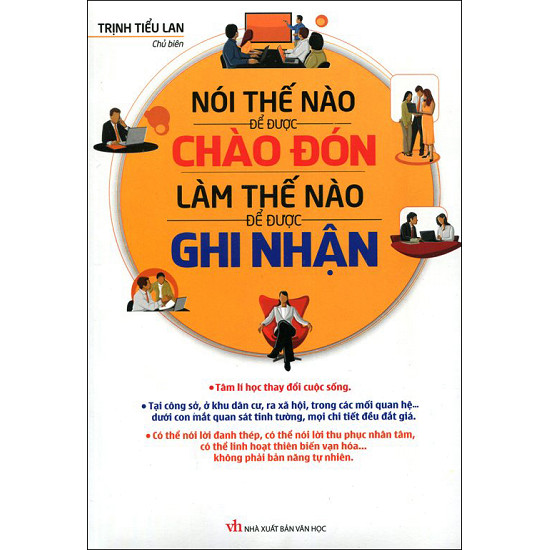 TRỊNH TIỂU LAN
Chủ biên
NÓI THẾ NÀO
ĐỂ ĐƯỢC
CHÀO ĐÓN
LÀM THẾ NÀO
ĐỂ ĐƯỢC
GHI NHẬN
• Tâm lí học thay đổi cuộc sống.
• Tại công sở, ở khu dân cư, ra xã hội, trong các mối quan hệ...
dưới con mắt quan sát tinh tường, mọi chi tiết đều đắt giá.
• Có thể nói lời đanh thép, có thể nói lời thu phục nhân tâm,
có thể linh hoạt thiên biến vạn hóa...
không phải bản năng tự nhiên.
vh NHÀ XUẤT BẢN VĂN HỌC